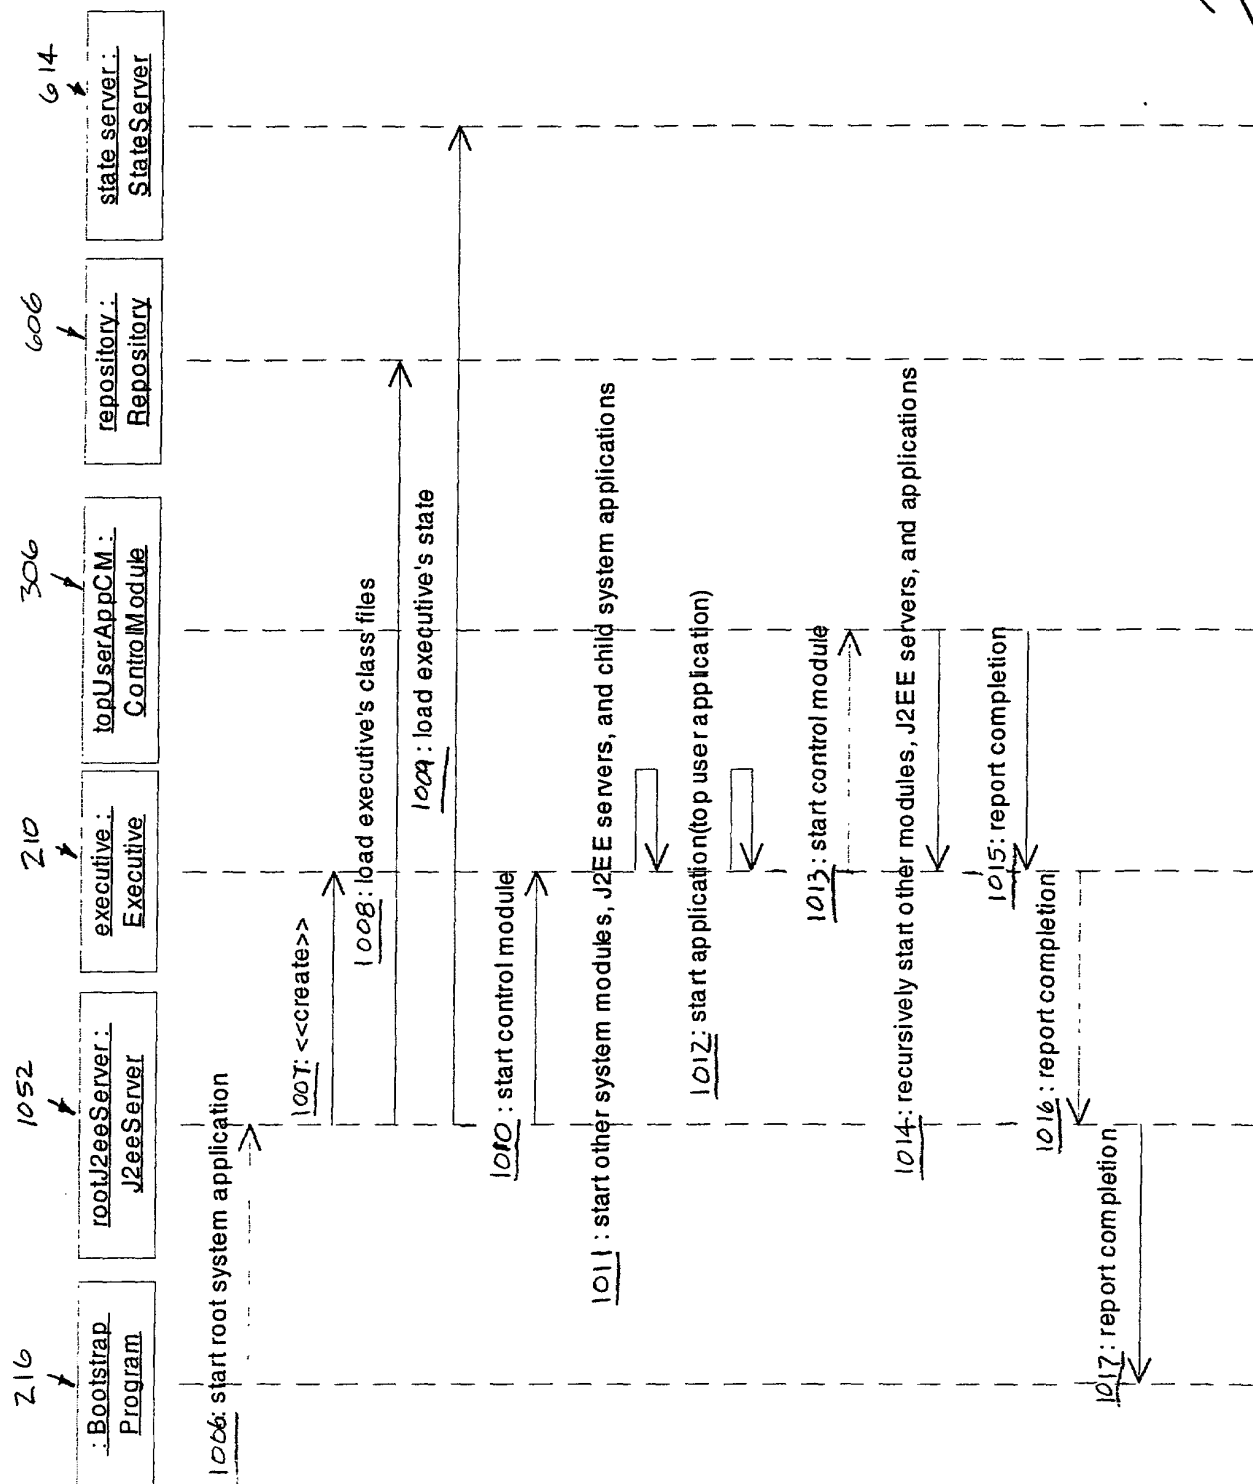 216
: Bootstrap
Program
1052
rootJ2eeServer :
J2eeServer
210
executive :
Executive
306
topUserAppCM :
ControlModule
606
repository :
Repository
614
state server :
StateServer
1006: start root system application
1007: <<create>>
1008: load executive's class files
1009: load executive's state
1010: start control module
1011: start other system modules, J2EE servers, and child system applications
1012: start application(top user application)
1013: start control module
1014: recursively start other modules, J2EE servers, and applications
1015: report completion
1016: report completion
1017: report completion